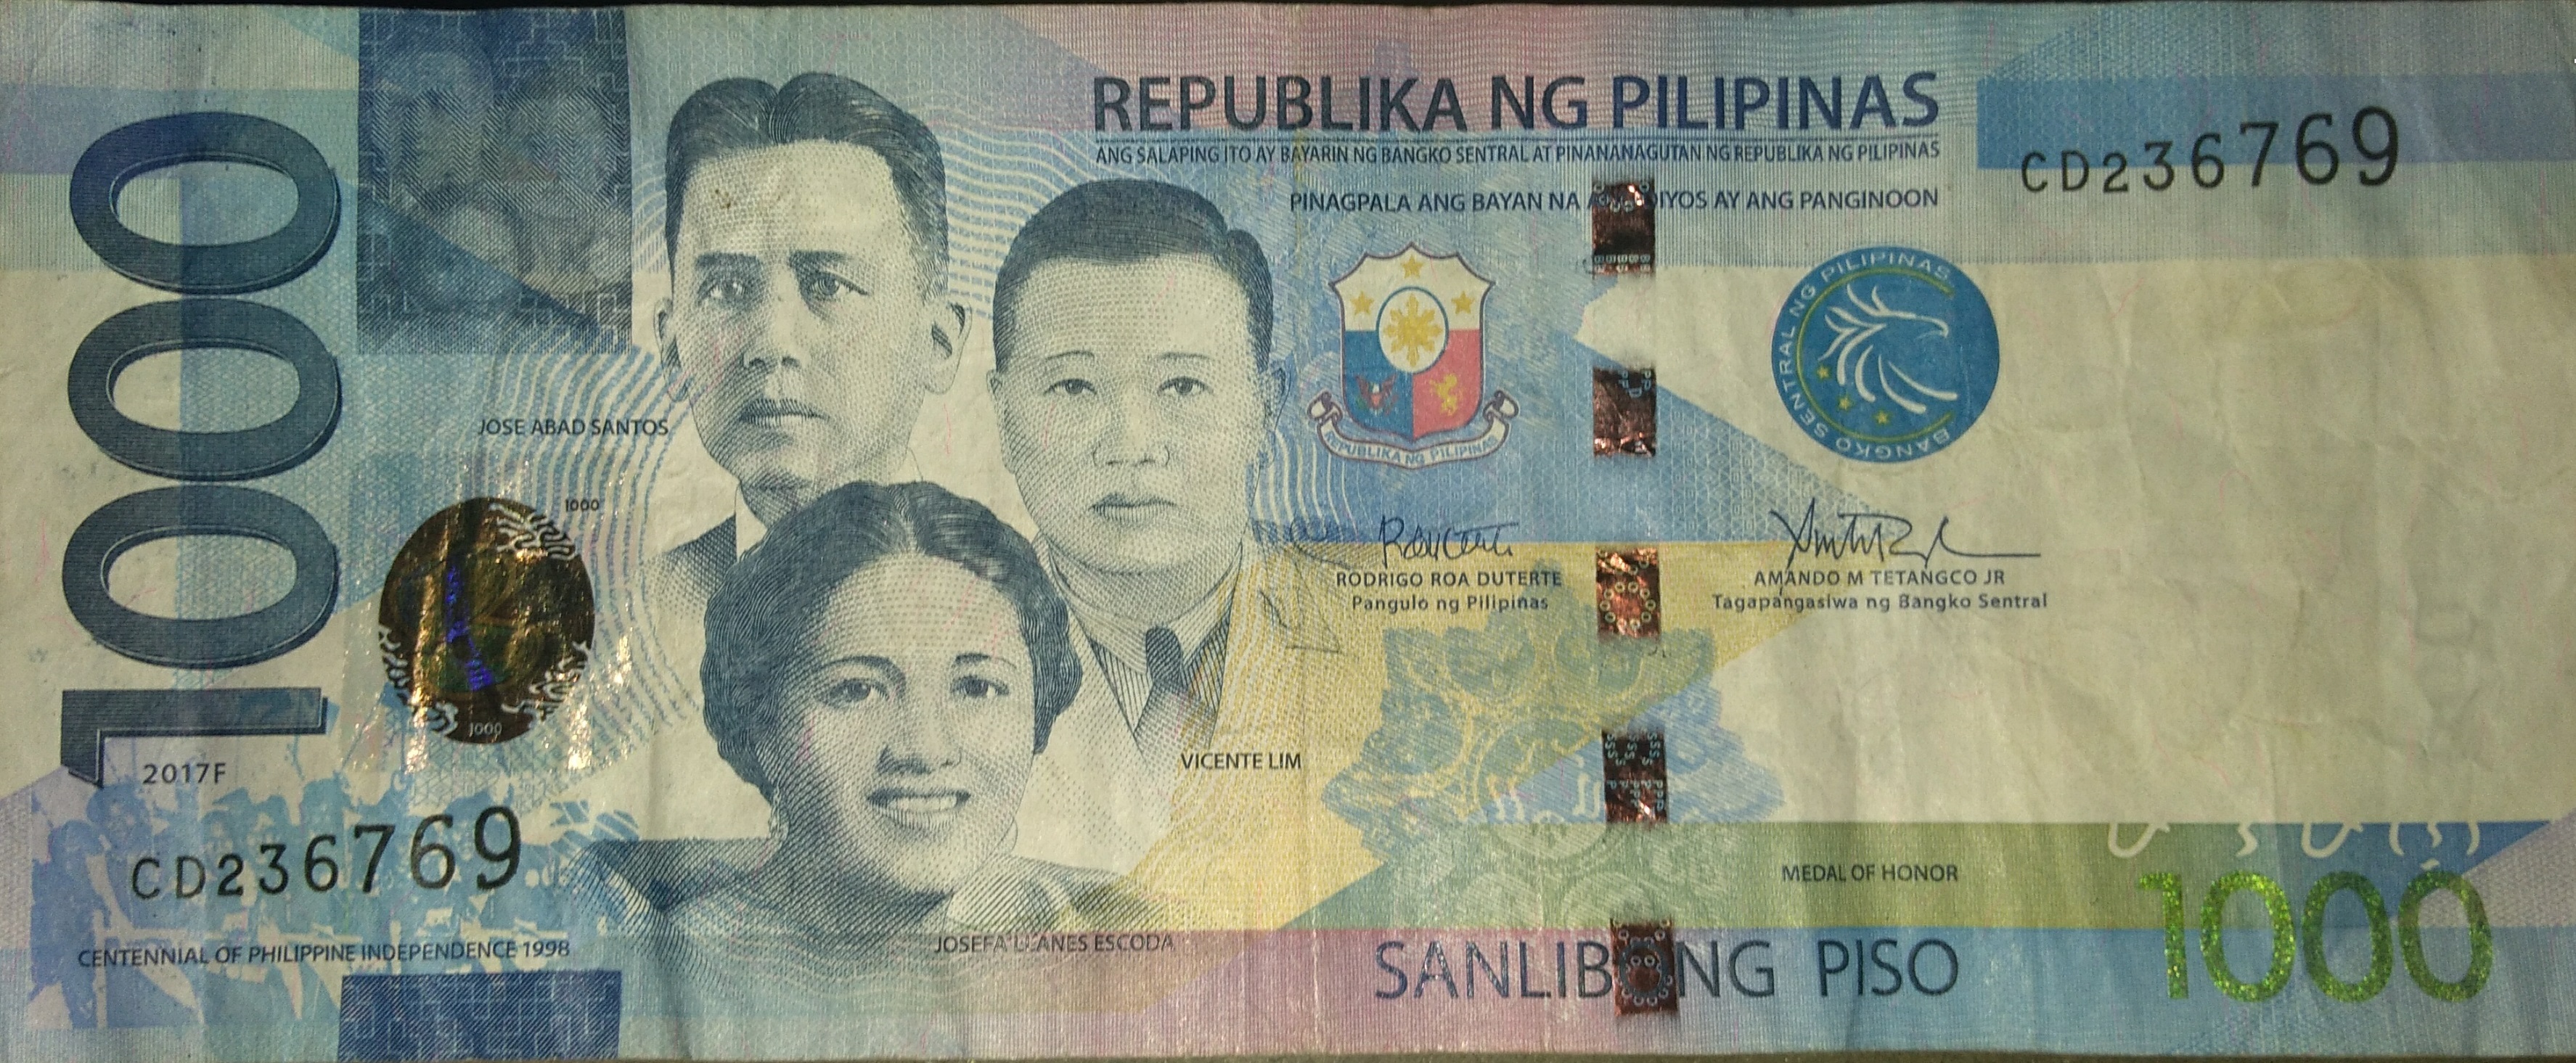 1000
REPUBLIKA NG PILIPINAS
ANG SALAPING ITO AY BAYARIN NG BANGKO SENTRAL AT PINANANAGUTAN NG REPUBLIKA NG PILIPINAS
PINAGPALA ANG BAYAN NA DIYOS AY ANG PANGINOON
CD236769
BANGKO SENTRAL NG PILIPINAS
REPUBLIKA NG PILIPINAS
JOSE ABAD SANTOS
1000
1000
RODRIGO ROA DUTERTE
Pangulo ng Pilipinas
AMANDO M TETANGCO JR
Tagapangasiwa ng Bangko Sentral
VICENTE LIM
2017F
CD236769
MEDAL OF HONOR
CENTENNIAL OF PHILIPPINE INDEPENDENCE 1998
JOSEFA LLANES ESCODA
SANLIBONG PISO
1000